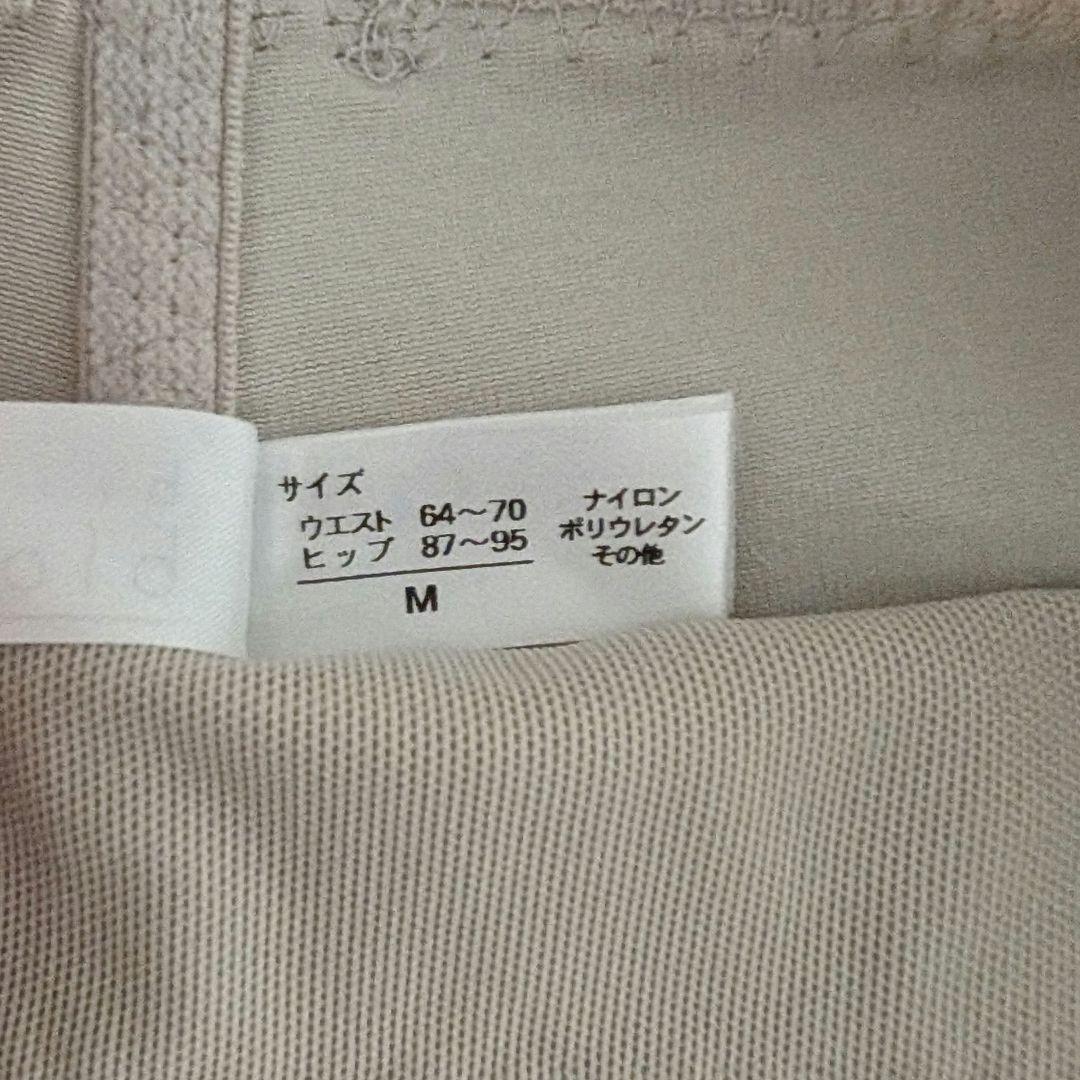 サイズ
ウエスト 64〜70
ヒップ 87〜95
M
ナイロン
ポリウレタン
その他